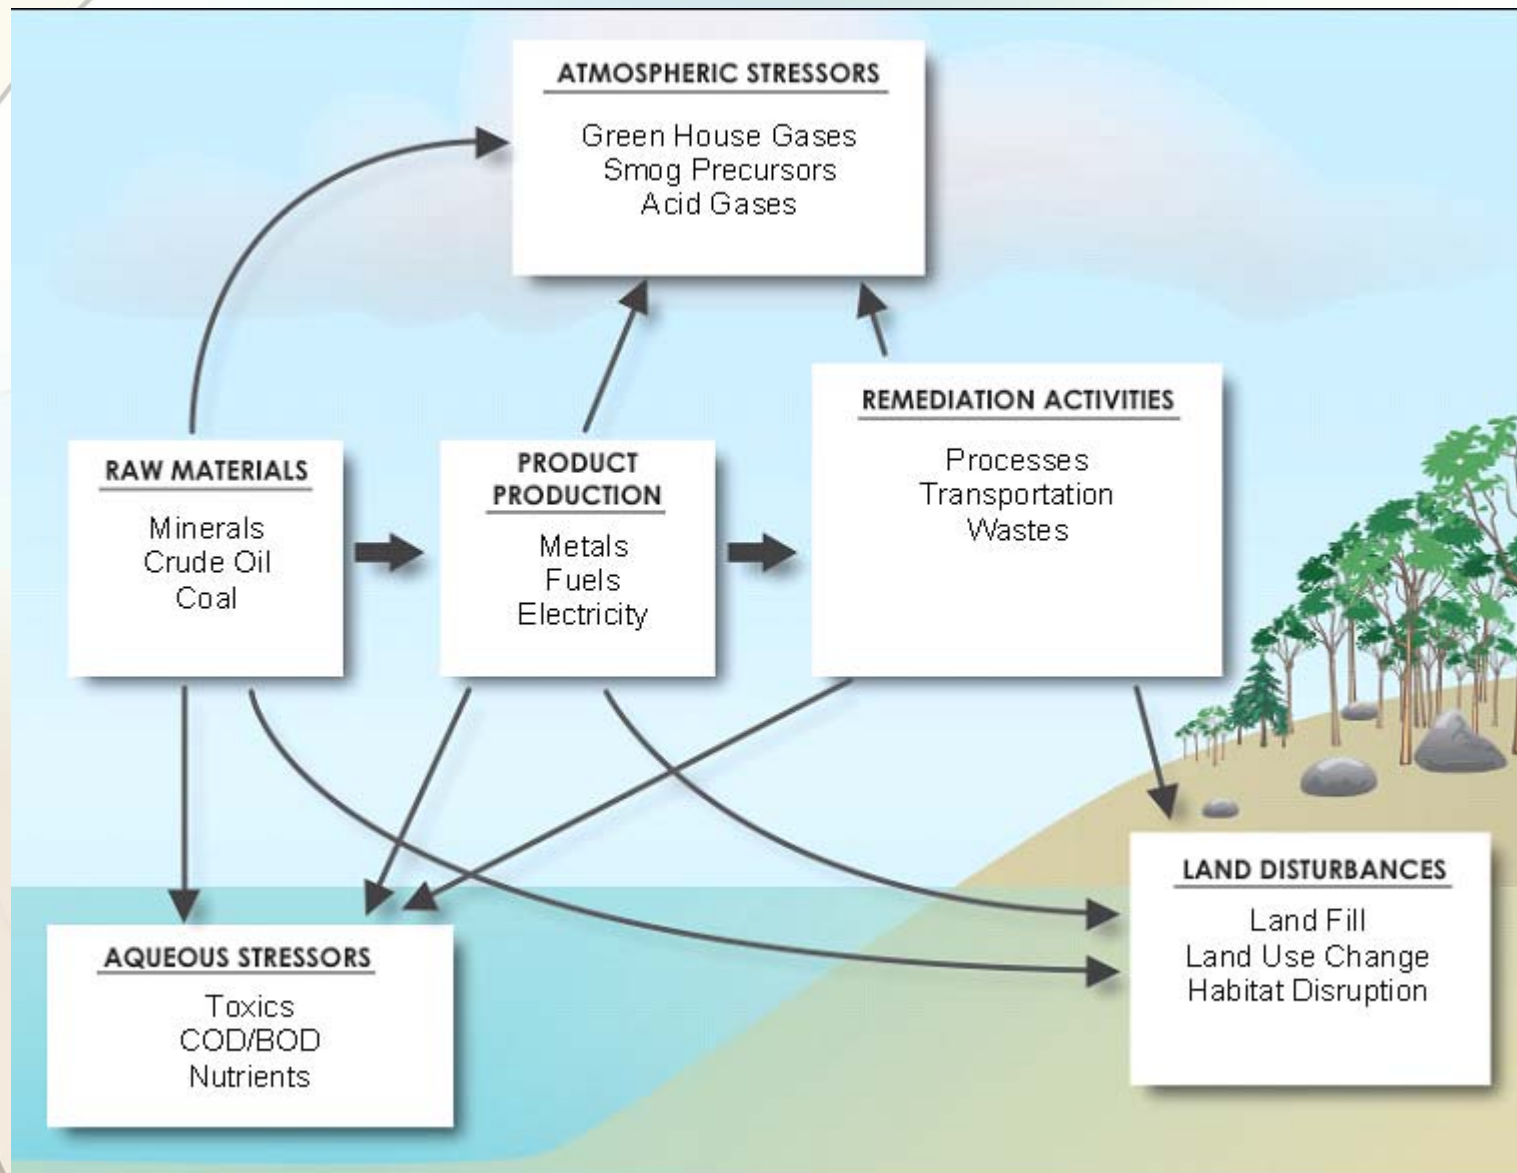 ATMOSPHERIC STRESSORS
Green House Gases
Smog Precursors
Acid Gases
RAW MATERIALS
Minerals
Crude Oil
Coal
PRODUCT
PRODUCTION
Metals
Fuels
Electricity
REMEDIATION ACTIVITIES
Processes
Transportation
Wastes
AQUEOUS STRESSORS
Toxics
COD/BOD
Nutrients
LAND DISTURBANCES
Land Fill
Land Use Change
Habitat Disruption